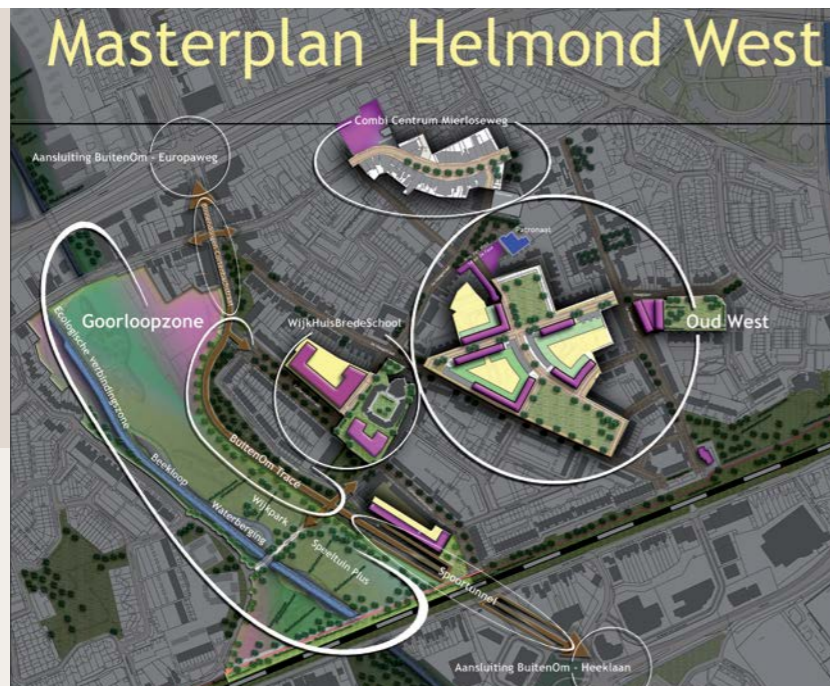 Masterplan Helmond West
Combi Centrum Mierloseweg
Aansluiting BuitenOm - Europaweg
Patronaat
Goorloopzone
WijkHuisBredeSchool
Oud West
Ecologische verbindingszone
BuitenOm Tracé
Beekloop
Wijkpark
Waterberging
Speeltuin Plus
Spoortunnel
Aansluiting BuitenOm - Heeklaan